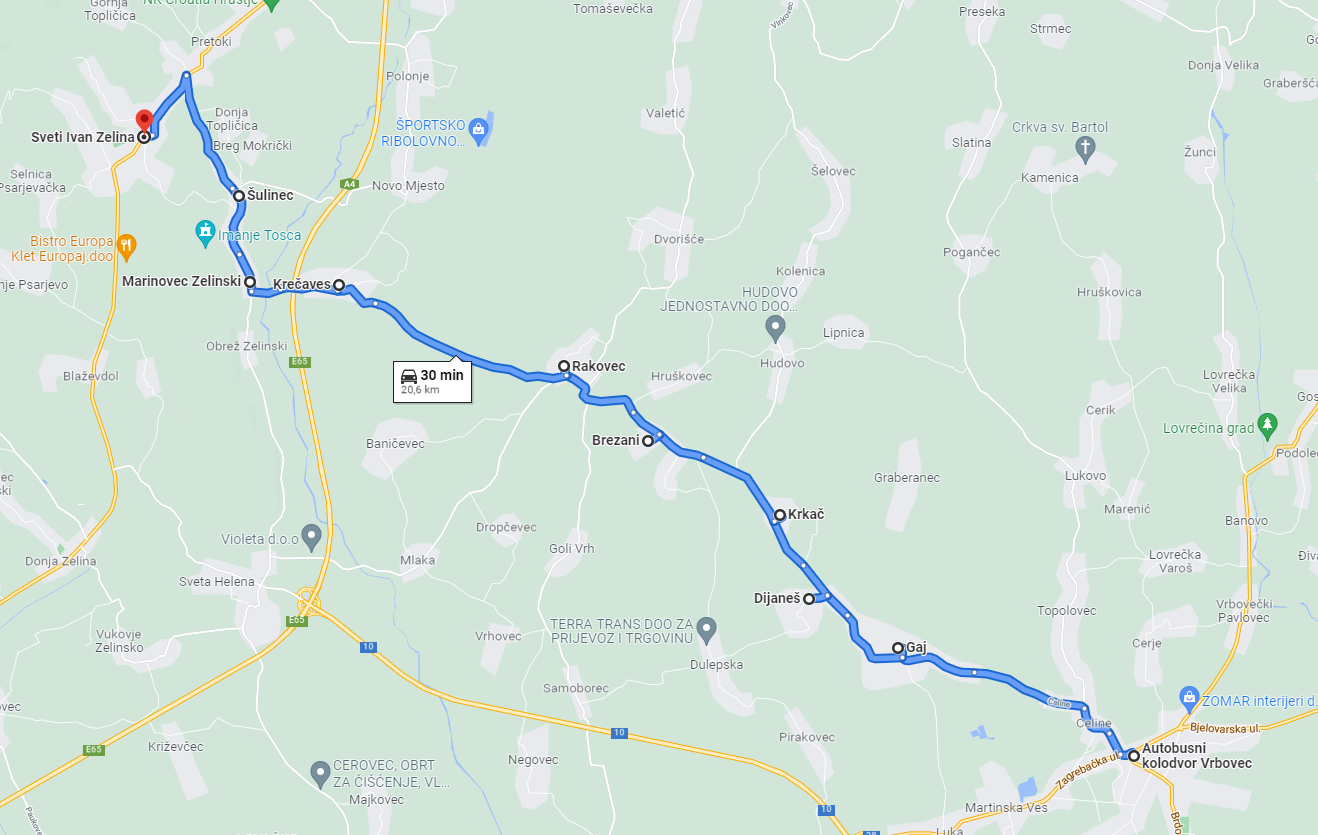 Gornja
Topličica
NK Croatia Hrastje
Tomaševečka
Vinkovec
Preseka
Strmec
Pretoki
Polonje
Donja Velika
Valetić
Donja
Topličica
ŠPORTSKO
RIBOLOVNO...
Crkva sv. Bartol
Sveti Ivan Zelina
Breg Mokrički
Slatina
Žunci
Selnica
Psarjevačka
A4
Novo Mjesto
Šelovec
Kamenica
Šulinec
Imanje Tosca
Bistro Europa
Klet Europaj.doo
Dvorišće
Pogančec
Kolenica
Marinovec Zelinski
Krečaves
nje Psarjevo
HUDOVO
JEDNOSTAVNO DOO...
Hruškovica
Lipnica
Obrež Zelinski
E65
30 min
20,6 km
Rakovec
Hudovo
Blaževdol
Hruškovec
Lovrečka
Velika
Cerik
Lovrečina grad
Brezani
Baničevec
Graberanec
Lukovo
Marenić
Krkač
Banovo
Dropčevec
Violeta d.o.o
Goli Vrh
Mlaka
Donja Zelina
Lovrečka
Varoš
Sveta Helena
Dijaneš
Topolovec
Vrbovečki
Pavlovec
E65
Vukovje
Zelinsko
10
Vrhovec
TERRA TRANS DOO ZA
PRIJEVOZ I TRGOVINU
Gaj
Cerje
Dulepska
Samoborec
Celine
ZOMAR interijeri d.
Celine
Bjelovarska ul.
10
Pirakovec
Križevčec
E65
Autobusni
kolodvor Vrbovec
Zagrebačka ul.
Negovec
CEROVEC, OBRT
ZA ČIŠĆENJE, VL...
Majkovec
10
Martinska Ves
Luka